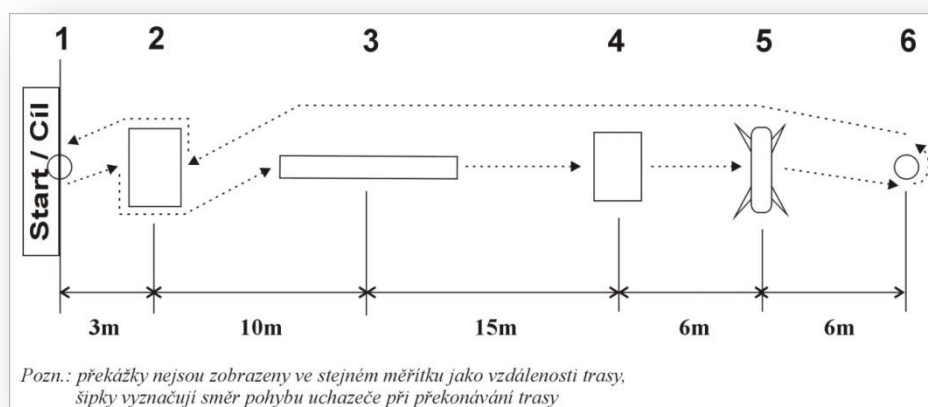 1 2 3 4 5 6
Start / Cíl
3m 10m 15m 6m 6m
Pozn.: překážky nejsou zobrazeny ve stejném měřítku jako vzdálenosti trasy,
šipky vyznačují směr pohybu uchazeče při překonávání trasy